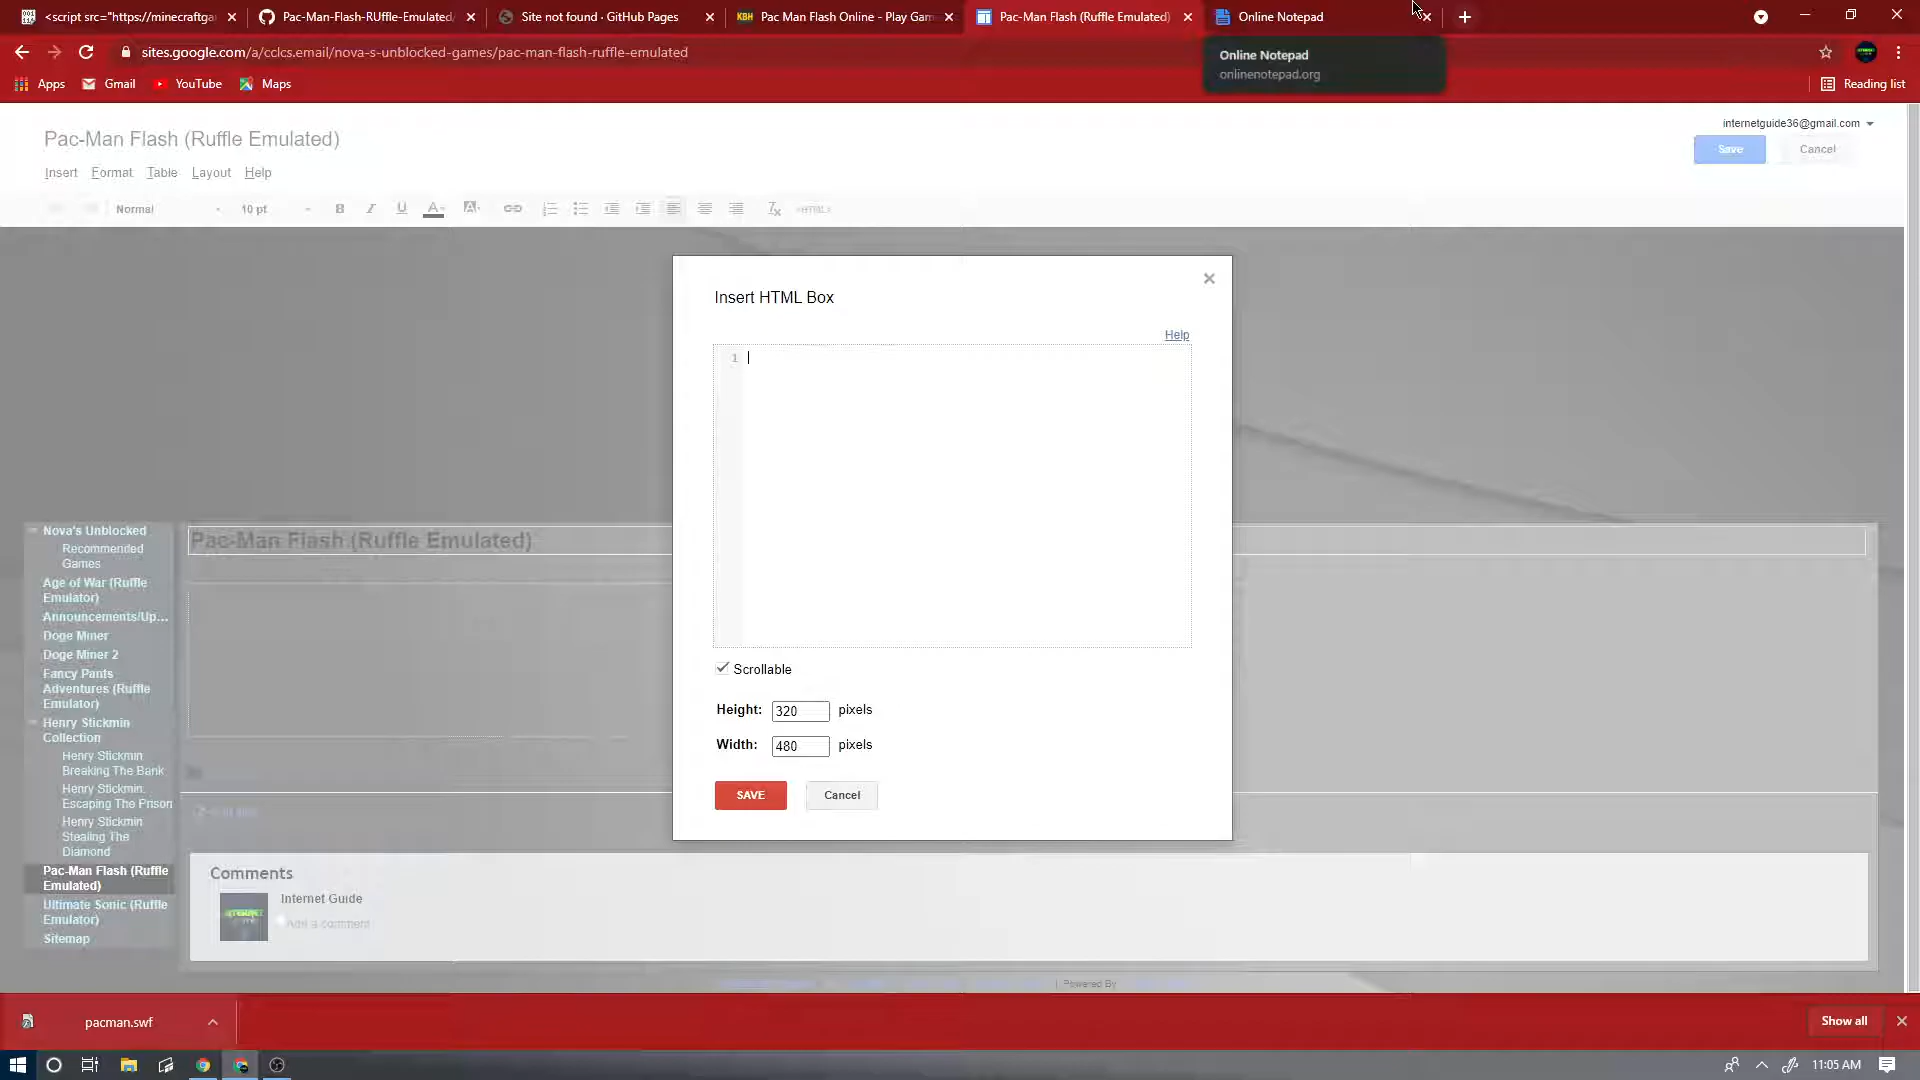 <script src="https://minecraftga
Pac-Man-Flash-RUffle-Emulated/
Site not found · GitHub Pages
KBH
Pac Man Flash Online - Play Gam
Pac-Man Flash (Ruffle Emulated)
Online Notepad
sites.google.com/a/cclcs.email/nova-s-unblocked-games/pac-man-flash-ruffle-emulated
Online Notepad
onlinenotepad.org
Apps
Gmail
YouTube
Maps
Reading list
internetguide36@gmail.com
Pac-Man Flash (Ruffle Emulated)
Save
Cancel
Insert Format Table Layout Help
Normal
10 pt
B I U A A
<HTML>
Insert HTML Box
Help
1
Scrollable
Height: 320 pixels
Width: 480 pixels
SAVE
Cancel
Pac-Man Flash (Ruffle Emulated)
Nova's Unblocked
Recommended
Games
Age of War (Ruffle
Emulator)
Announcements/Up...
Doge Miner
Doge Miner 2
Fancy Pants
Adventures (Ruffle
Emulator)
Henry Stickmin
Collection
Henry Stickmin
Breaking The Bank
Henry Stickmin:
Escaping The Prison
Henry Stickmin
Stealing The
Diamond
Pac-Man Flash (Ruffle
Emulated)
Ultimate Sonic (Ruffle
Emulator)
Sitemap
Comments
Internet Guide
Add a comment
| Powered By
pacman.swf
Show all
11:05 AM